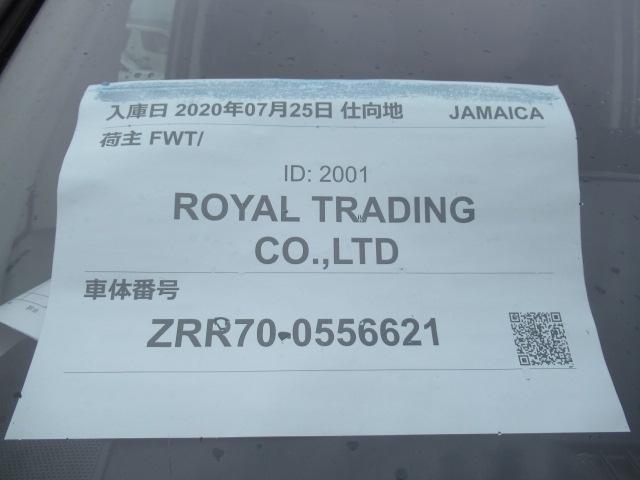 入庫日 2020年07月25日 仕向地 JAMAICA
荷主 FWT/
ID: 2001
ROYAL TRADING
CO.,LTD
車体番号
ZRR70-0556621